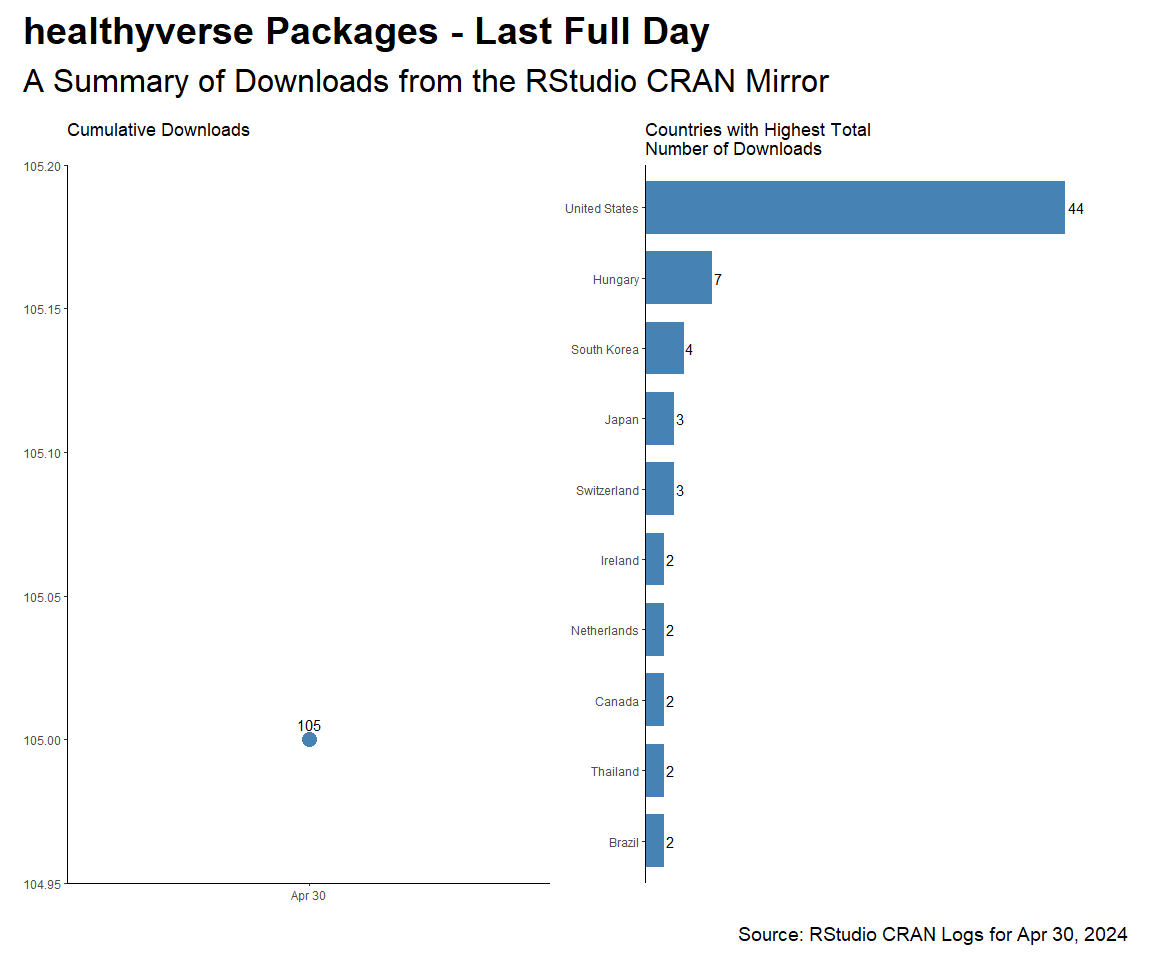 healthyverse Packages - Last Full Day
A Summary of Downloads from the RStudio CRAN Mirror
Cumulative Downloads
105.20
105.15
105.10
105.05
105.00
104.95
105
Apr 30
Countries with Highest Total
Number of Downloads
United States 44
Hungary 7
South Korea 4
Japan 3
Switzerland 3
Ireland 2
Netherlands 2
Canada 2
Thailand 2
Brazil 2
Source: RStudio CRAN Logs for Apr 30, 2024